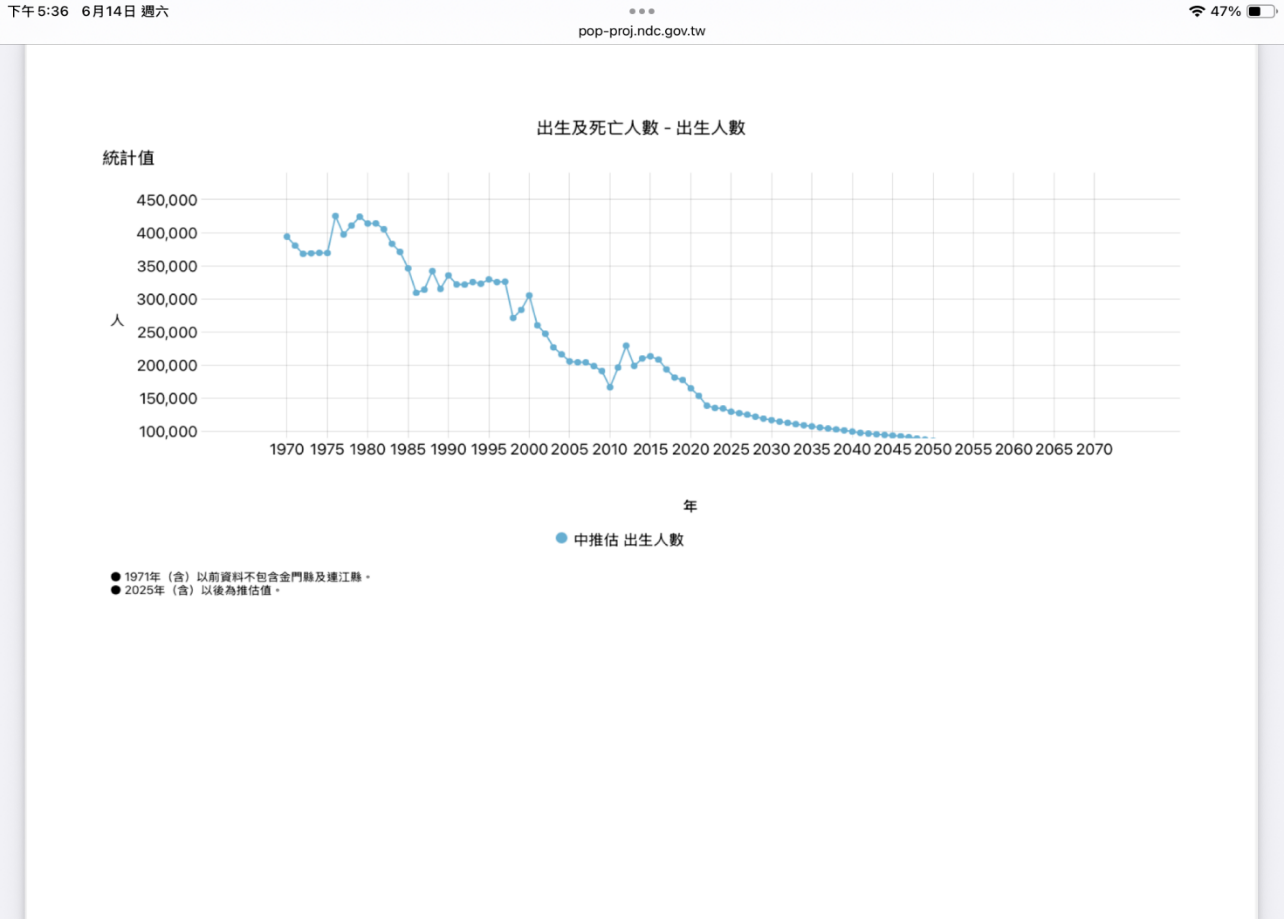 下午5:36 6月14日 週六
47%
pop-proj.ndc.gov.tw
出生及死亡人數 - 出生人數
統計值
450,000
400,000
350,000
300,000
人
250,000
200,000
150,000
100,000
1970 1975 1980 1985 1990 1995 2000 2005 2010 2015 2020 2025 2030 2035 2040 2045 2050 2055 2060 2065 2070
年
中推估 出生人數
● 1971年（含）以前資料不包含金門縣及連江縣。
● 2025年（含）以後為推估值。